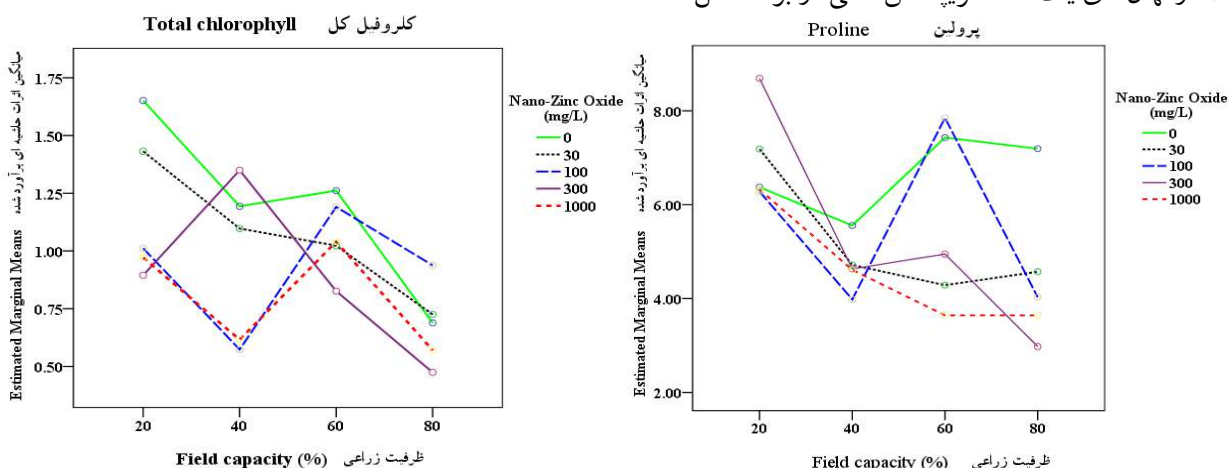 Total chlorophyll کلروفیل کل
میانگین اثرات حاشیه ای برآورده شده
Estimated Marginal Means
1.75
1.50
1.25
1.00
0.75
0.50
20 40 60 80
Field capacity (%) ظرفیت زراعی
Nano-Zinc Oxide
(mg/L)
0
30
100
300
1000
Proline پرولین
میانگین اثرات حاشیه ای برآورده شده
Estimated Marginal Means
8.00
6.00
4.00
2.00
20 40 60 80
Field capacity (%) ظرفیت زراعی
Nano-Zinc Oxide
(mg/L)
0
30
100
300
1000